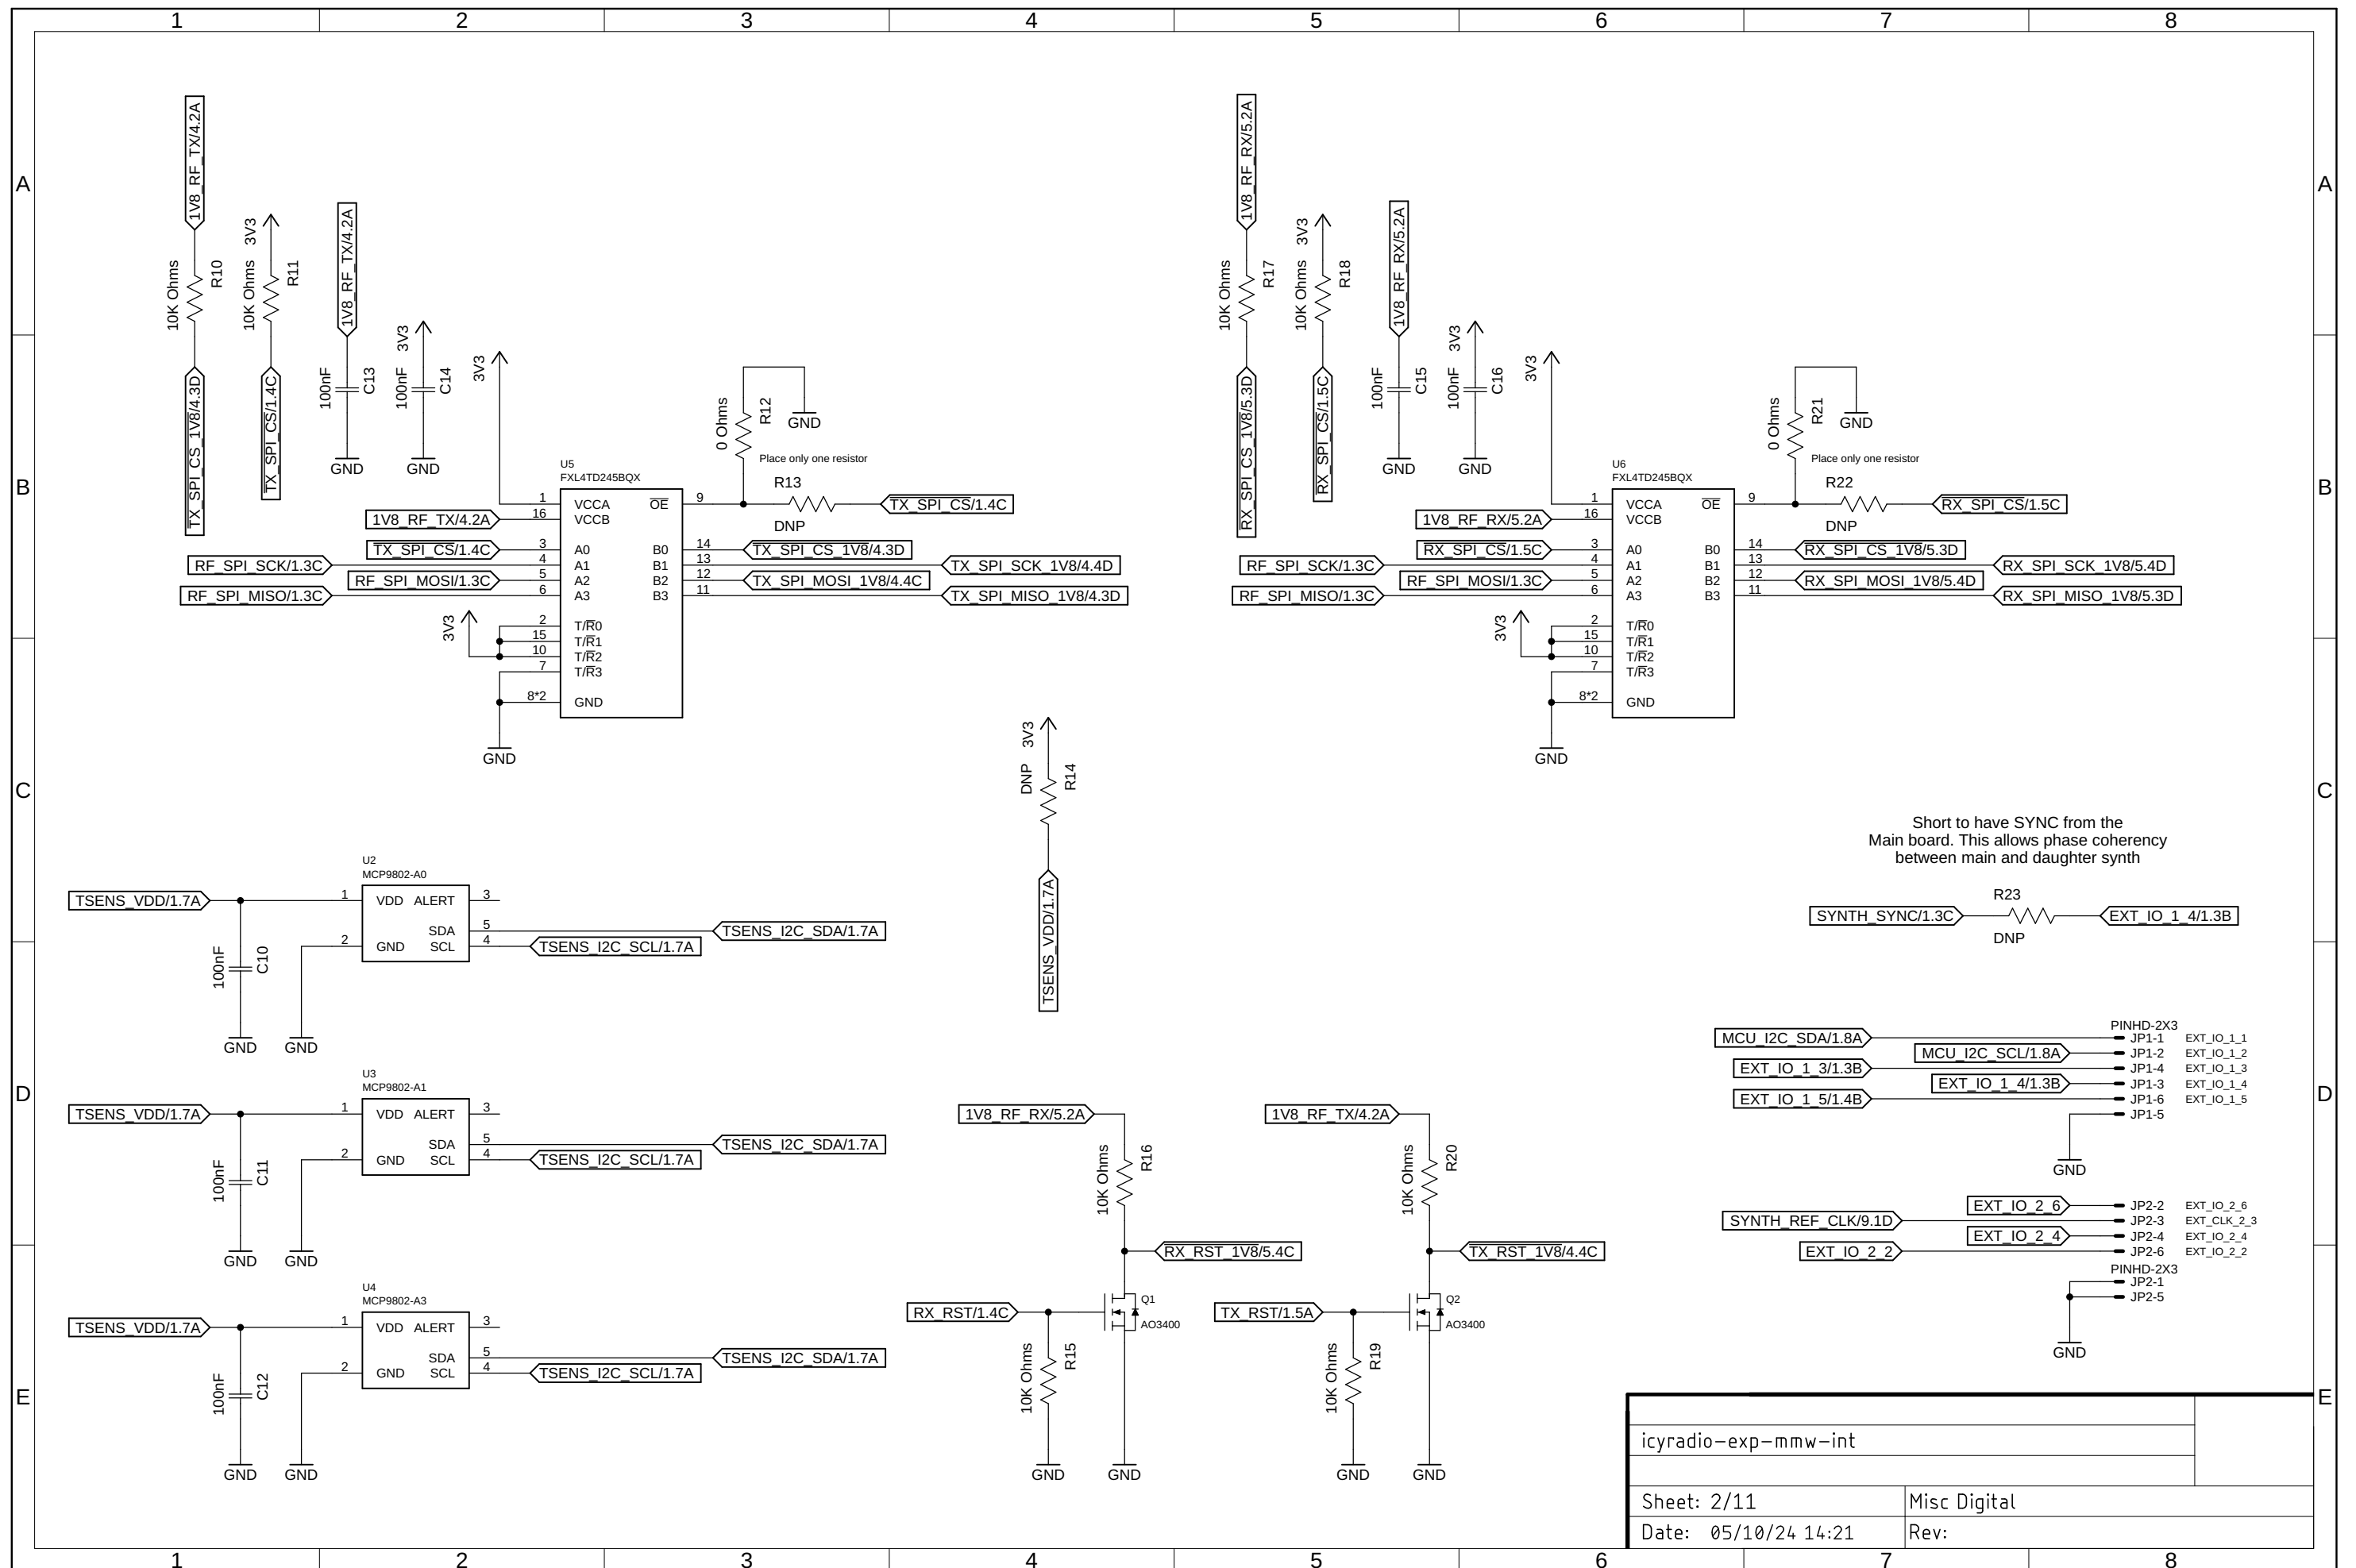 1 2 3 4 5 6 7 8
A A
B B
C C
D D
E E
1V8_RF_TX/4.2A
10K Ohms
R10
TX_SPI_CS_1V8/4.3D
3V3
10K Ohms
R11
TX_SPI_CS/1.4C
1V8_RF_TX/4.2A
100nF
C13
GND
3V3
100nF
C14
GND
3V3
U5
FXL4TD245BQX
1 VCCA OE 9
16 VCCB
3 A0 B0 14
4 A1 B1 13
5 A2 B2 12
6 A3 B3 11
2 T/R0
15 T/R1
10 T/R2
7 T/R3
8*2 GND
1V8_RF_TX/4.2A
TX_SPI_CS/1.4C
RF_SPI_SCK/1.3C
RF_SPI_MOSI/1.3C
RF_SPI_MISO/1.3C
3V3
GND
0 Ohms
R12
GND
Place only one resistor
R13
DNP
TX_SPI_CS/1.4C
TX_SPI_CS_1V8/4.3D
TX_SPI_SCK_1V8/4.4D
TX_SPI_MOSI_1V8/4.4C
TX_SPI_MISO_1V8/4.3D
1V8_RF_RX/5.2A
10K Ohms
R17
RX_SPI_CS_1V8/5.3D
3V3
10K Ohms
R18
RX_SPI_CS/1.5C
1V8_RF_RX/5.2A
100nF
C15
GND
3V3
100nF
C16
GND
3V3
U6
FXL4TD245BQX
1 VCCA OE 9
16 VCCB
3 A0 B0 14
4 A1 B1 13
5 A2 B2 12
6 A3 B3 11
2 T/R0
15 T/R1
10 T/R2
7 T/R3
8*2 GND
1V8_RF_RX/5.2A
RX_SPI_CS/1.5C
RF_SPI_SCK/1.3C
RF_SPI_MOSI/1.3C
RF_SPI_MISO/1.3C
3V3
GND
0 Ohms
R21
GND
Place only one resistor
R22
DNP
RX_SPI_CS/1.5C
RX_SPI_CS_1V8/5.3D
RX_SPI_SCK_1V8/5.4D
RX_SPI_MOSI_1V8/5.4D
RX_SPI_MISO_1V8/5.3D
3V3
DNP
R14
TSENS_VDD/1.7A
U2
MCP9802-A0
TSENS_VDD/1.7A
1 VDD ALERT 3
SDA 5
2 GND SCL 4
TSENS_I2C_SDA/1.7A
TSENS_I2C_SCL/1.7A
100nF
C10
GND GND
U3
MCP9802-A1
TSENS_VDD/1.7A
1 VDD ALERT 3
SDA 5
2 GND SCL 4
TSENS_I2C_SDA/1.7A
TSENS_I2C_SCL/1.7A
100nF
C11
GND GND
U4
MCP9802-A3
TSENS_VDD/1.7A
1 VDD ALERT 3
SDA 5
2 GND SCL 4
TSENS_I2C_SDA/1.7A
TSENS_I2C_SCL/1.7A
100nF
C12
GND GND
1V8_RF_RX/5.2A
10K Ohms
R16
RX_RST_1V8/5.4C
RX_RST/1.4C
Q1
AO3400
10K Ohms
R15
GND GND
1V8_RF_TX/4.2A
10K Ohms
R20
TX_RST_1V8/4.4C
TX_RST/1.5A
Q2
AO3400
10K Ohms
R19
GND GND
Short to have SYNC from the
Main board. This allows phase coherency
between main and daughter synth
R23
SYNTH_SYNC/1.3C EXT_IO_1_4/1.3B
DNP
PINHD-2X3
MCU_I2C_SDA/1.8A JP1-1 EXT_IO_1_1
MCU_I2C_SCL/1.8A JP1-2 EXT_IO_1_2
EXT_IO_1_3/1.3B JP1-4 EXT_IO_1_3
EXT_IO_1_4/1.3B JP1-3 EXT_IO_1_4
EXT_IO_1_5/1.4B JP1-6 EXT_IO_1_5
JP1-5
GND
EXT_IO_2_6 JP2-2 EXT_IO_2_6
SYNTH_REF_CLK/9.1D JP2-3 EXT_CLK_2_3
EXT_IO_2_4 JP2-4 EXT_IO_2_4
EXT_IO_2_2 JP2-6 EXT_IO_2_2
PINHD-2X3
JP2-1
JP2-5
GND
icyradio-exp-mmw-int
Sheet: 2/11 Misc Digital
Date: 05/10/24 14:21 Rev:
1 2 3 4 5 6 7 8